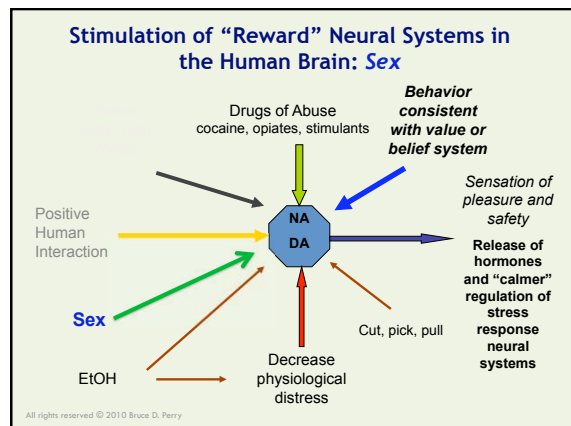 Stimulation of “Reward” Neural Systems in
the Human Brain: Sex
Drugs of Abuse
cocaine, opiates, stimulants
Behavior
consistent
with value or
belief system
Positive
Human
Interaction
NA
DA
Sensation of
pleasure and
safety
Release of
hormones
and “calmer”
regulation of
stress
response
neural
systems
Sex
Cut, pick, pull
EtOH
Decrease
physiological
distress
All rights reserved © 2010 Bruce D. Perry